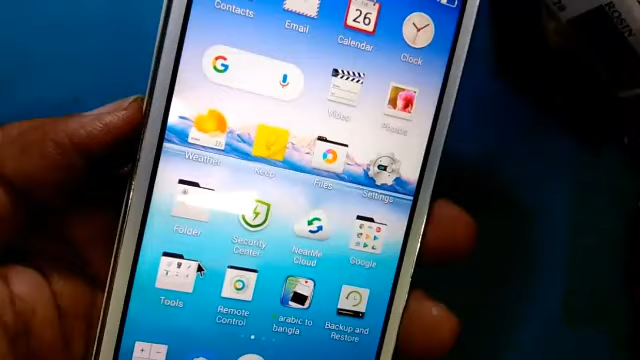 Contacts
Email
26
Calendar
Clock
G
Video
Photos
Weather
Keep
Files
Settings
Folder
Security
Center
NearMe
Cloud
Google
Tools
Remote
Control
arabic to
bangla
Backup and
Restore
ROSIN